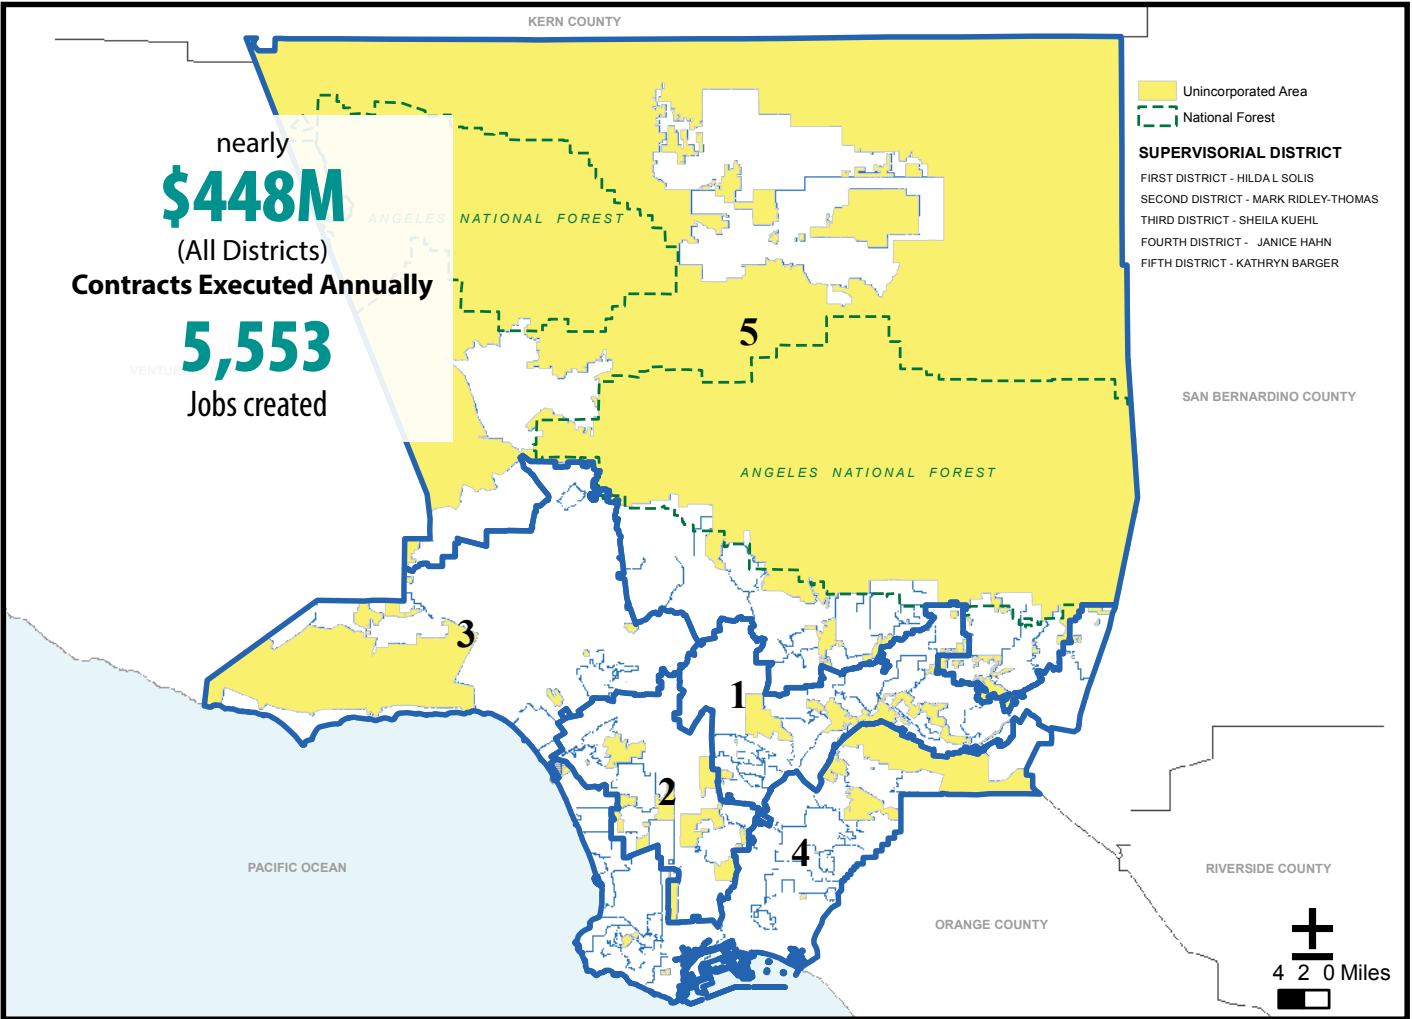 KERN COUNTY
Unincorporated Area
National Forest
SUPERVISORIAL DISTRICT
FIRST DISTRICT - HILDA L SOLIS
SECOND DISTRICT - MARK RIDLEY-THOMAS
THIRD DISTRICT - SHEILA KUEHL
FOURTH DISTRICT - JANICE HAHN
FIFTH DISTRICT - KATHRYN BARGER
nearly
$448M
(All Districts)
Contracts Executed Annually
5,553
Jobs created
ANGELES NATIONAL FOREST
5
SAN BERNARDINO COUNTY
ANGELES NATIONAL FOREST
3
1
2
4
PACIFIC OCEAN
RIVERSIDE COUNTY
ORANGE COUNTY
4 2 0 Miles